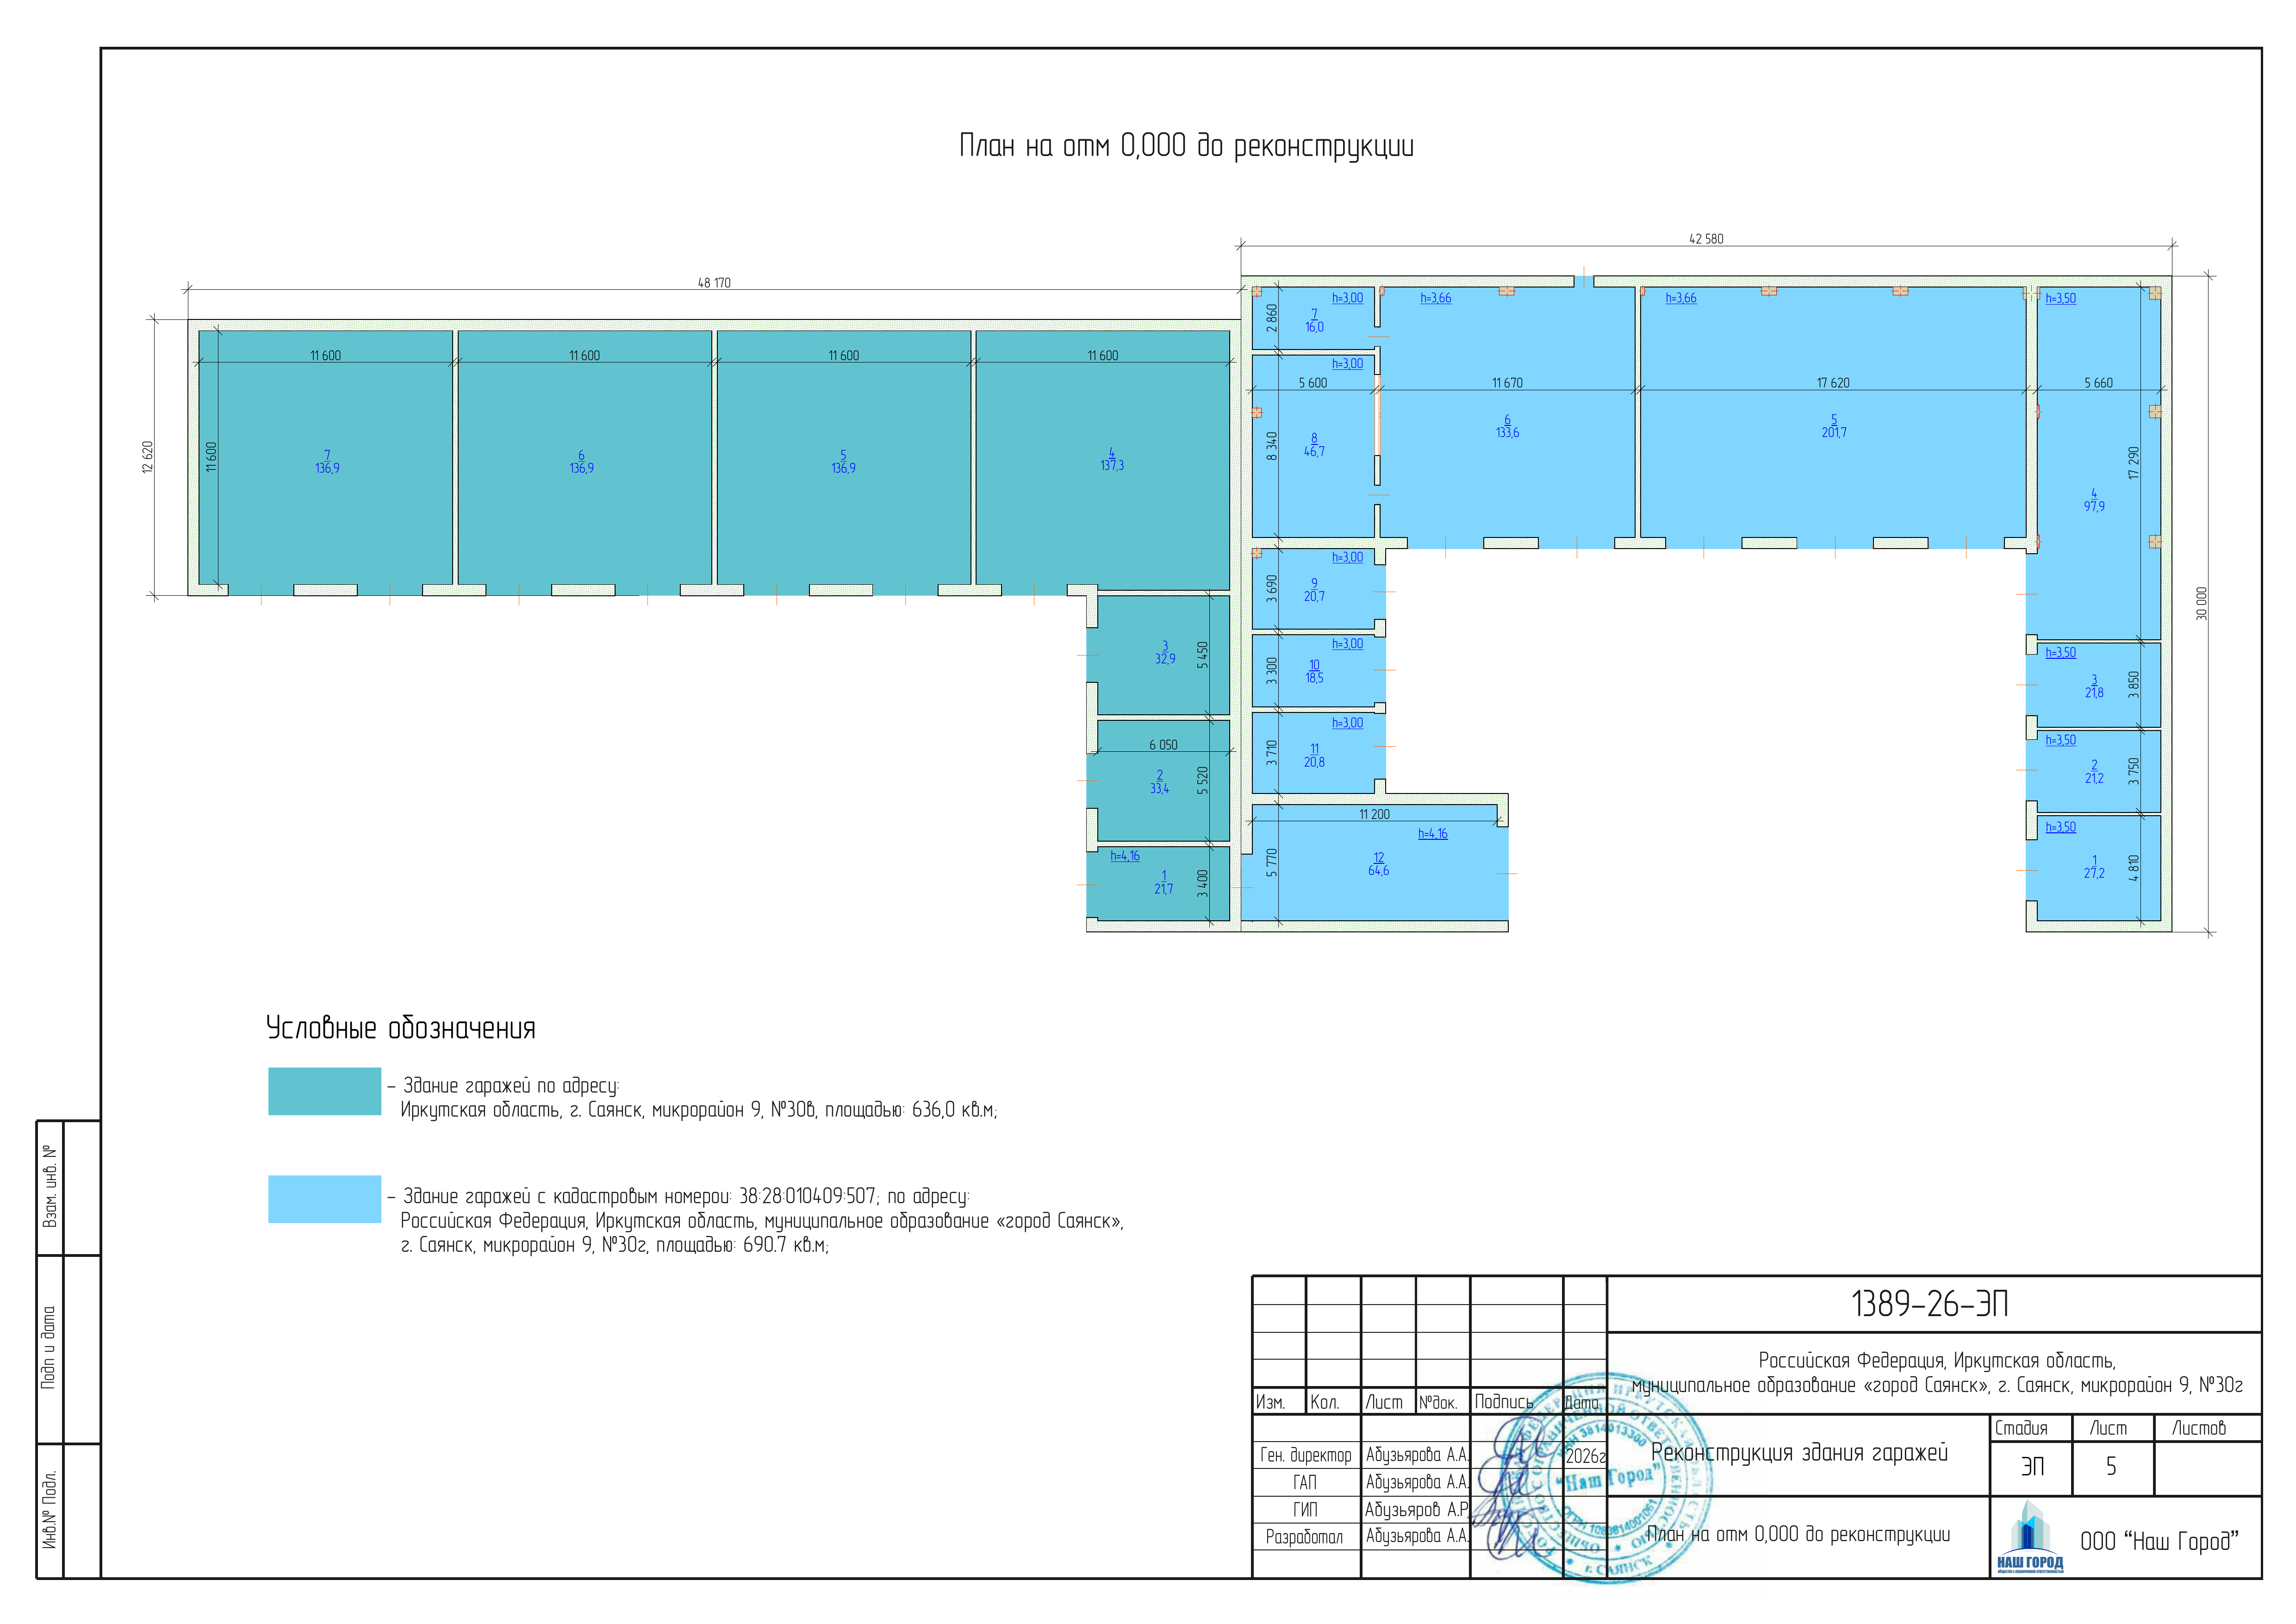 План на отм 0,000 до реконструкции
42 580
48 170
12 620
11 600
11 600
11 600
11 600
11 600
7
136,9
6
136,9
5
136,9
4
137,3
3
32,9
5 450
6 050
2
33,4
5 520
h=4,16
1
21,7
3 400
h=3,00
2 860
7
16,0
h=3,00
5 600
8 340
8
46,7
h=3,66
11 670
6
133,6
h=3,66
17 620
5
201,7
h=3,50
5 660
17 290
4
97,9
30 000
h=3,00
3 690
9
20,7
h=3,00
3 300
10
18,5
h=3,00
3 710
11
20,8
11 200
h=4,16
5 770
12
64,6
h=3,50
3
21,8
3 850
h=3,50
2
21,2
3 750
h=3,50
1
27,2
4 810
Условные обозначения
- Здание гаражей по адресу:
Иркутская область, г. Саянск, микрорайон 9, №30в, площадью: 636,0 кв.м;
- Здание гаражей с кадастровым номерои: 38:28:010409:507; по адресу:
Российская Федерация, Иркутская область, муниципальное образование «город Саянск»,
г. Саянск, микрорайон 9, №30г, площадью: 690.7 кв.м;
Взам. инв. №
Подп и дата
Инв.№ Подл.
1389-26-ЭП
Российская Федерация, Иркутская область,
муниципальное образование «город Саянск», г. Саянск, микрорайон 9, №30г
Изм. Кол. Лист №док. Подпись Дата
Реконструкция здания гаражей
Стадия Лист Листов
ЭП 5
Ген. директор Абузьярова А.А. 2026г
ГАП Абузьярова А.А.
ГИП Абузьяров А.Р.
Разработал Абузьярова А.А.
План на отм 0,000 до реконструкции
НАШ ГОРОД
ООО “Наш Город”
“Наш Город”
ИНН 3814013300
г. САЯНСК